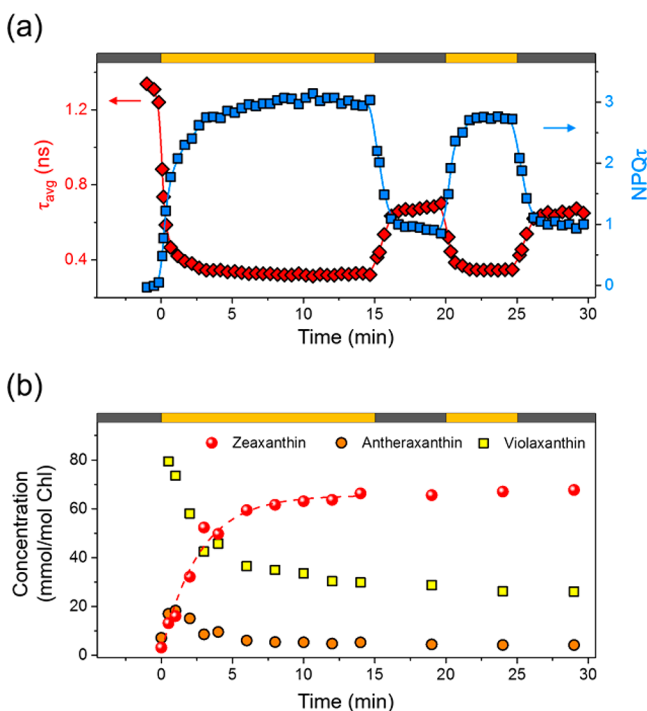 (a)
1.2
0.8
0.4
τavg (ns)
3
2
1
0
NPQτ
0 5 10 15 20 25 30
Time (min)
(b)
Zeaxanthin Antheraxanthin Violaxanthin
80
60
40
20
0
Concentration
(mmol/mol Chl)
0 5 10 15 20 25 30
Time (min)